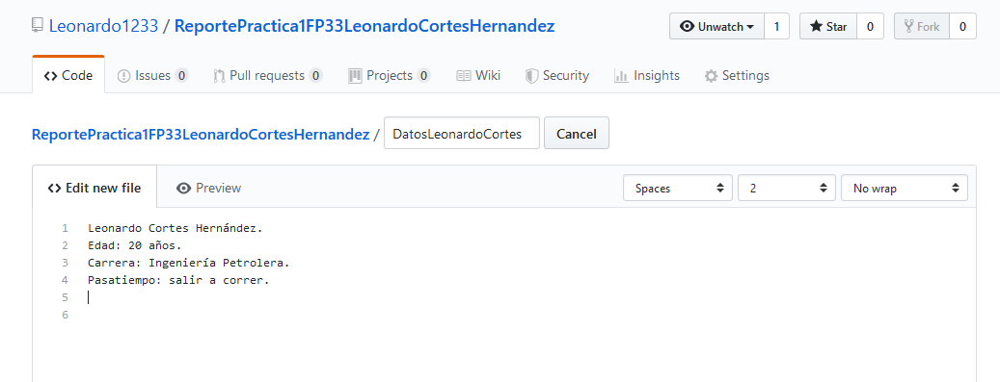 Leonardo1233 / ReportePractica1FP33LeonardoCortesHernandez
Unwatch 1 Star 0 Fork 0
Code Issues 0 Pull requests 0 Projects 0 Wiki Security Insights Settings
ReportePractica1FP33LeonardoCortesHernandez / DatosLeonardoCortes Cancel
Edit new file Preview Spaces 2 No wrap
1 Leonardo Cortes Hernández.
2 Edad: 20 años.
3 Carrera: Ingeniería Petrolera.
4 Pasatiempo: salir a correr.
5
6